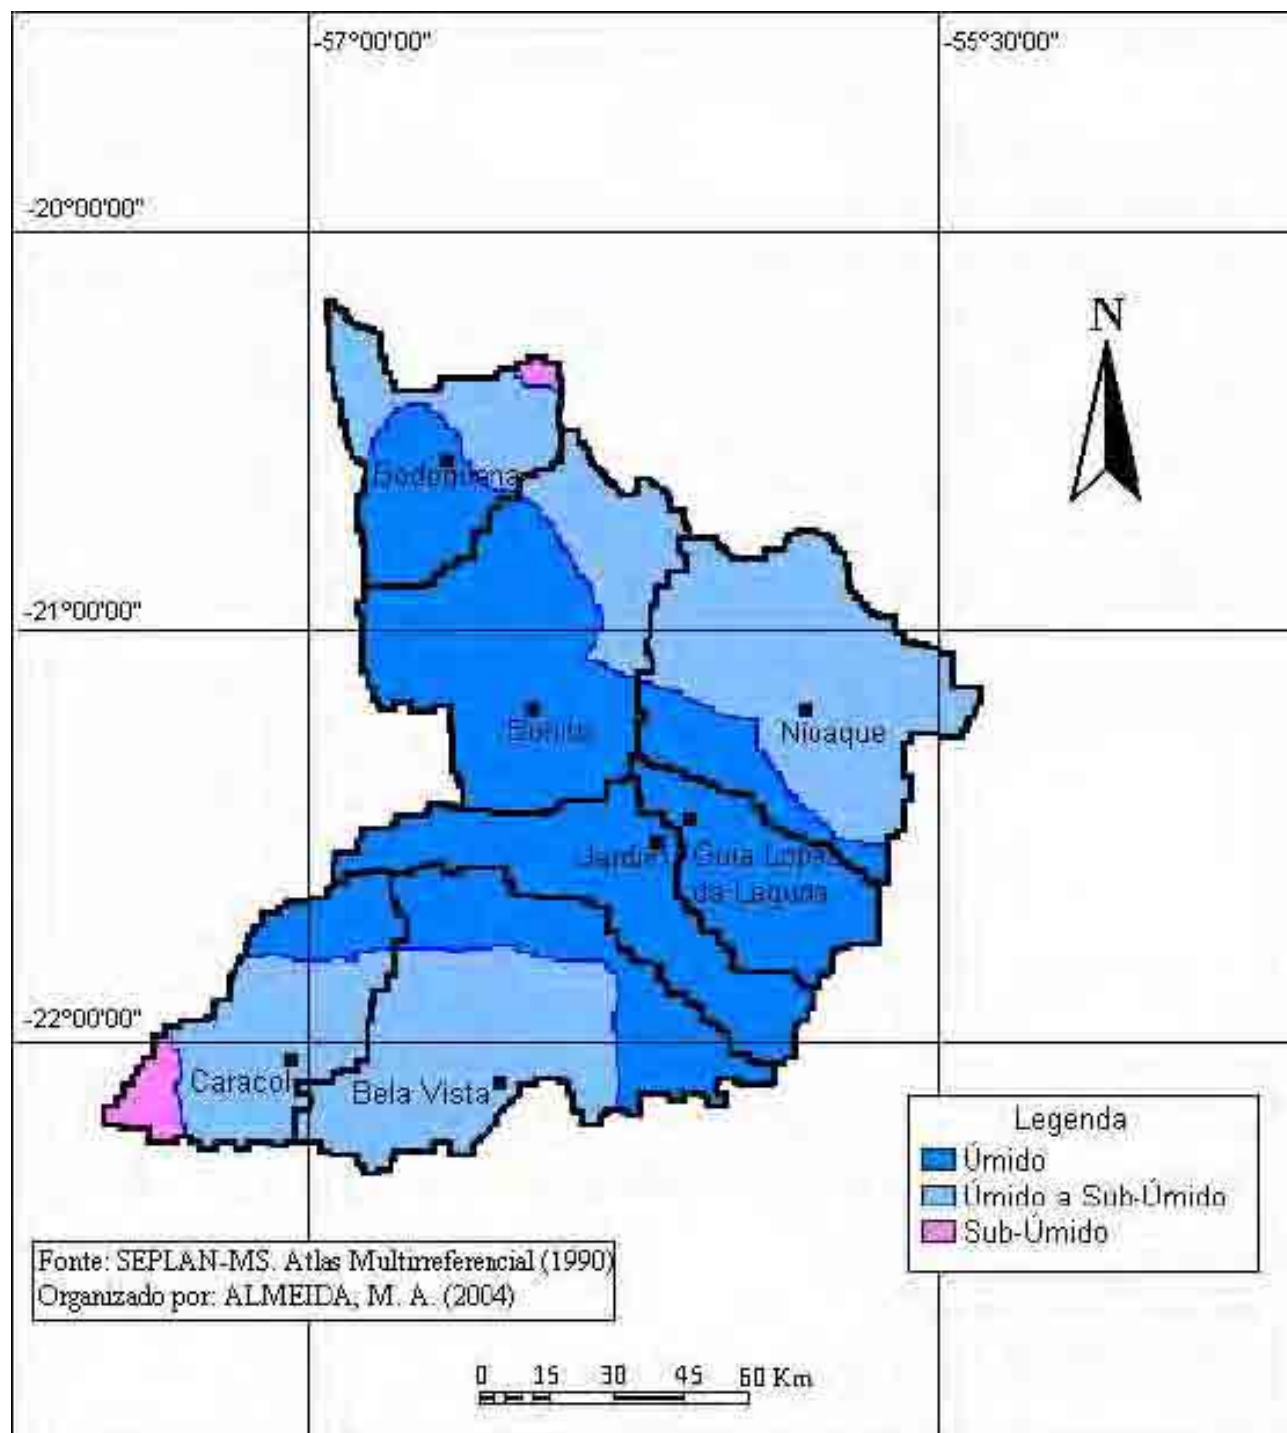 -57°00'00"
-55°30'00"
-20°00'00"
N
Bodoquena
-21°00'00"
Bonito
Nioaque
Jardim
Guia Lopes
da Laguna
-22°00'00"
Caracol
Bela Vista
Legenda
Úmido
Úmido a Sub-Úmido
Sub-Úmido
Fonte: SEPLAN-MS. Atlas Multirreferencial (1990)
Organizado por: ALMEIDA, M. A. (2004)
0 15 30 45 60 Km